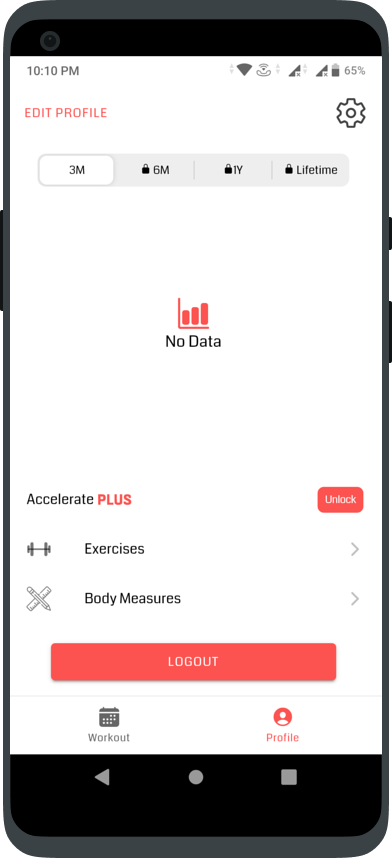 10:10 PM 65%
EDIT PROFILE
3M 6M 1Y Lifetime
No Data
Accelerate PLUS Unlock
Exercises
Body Measures
LOGOUT
Workout Profile